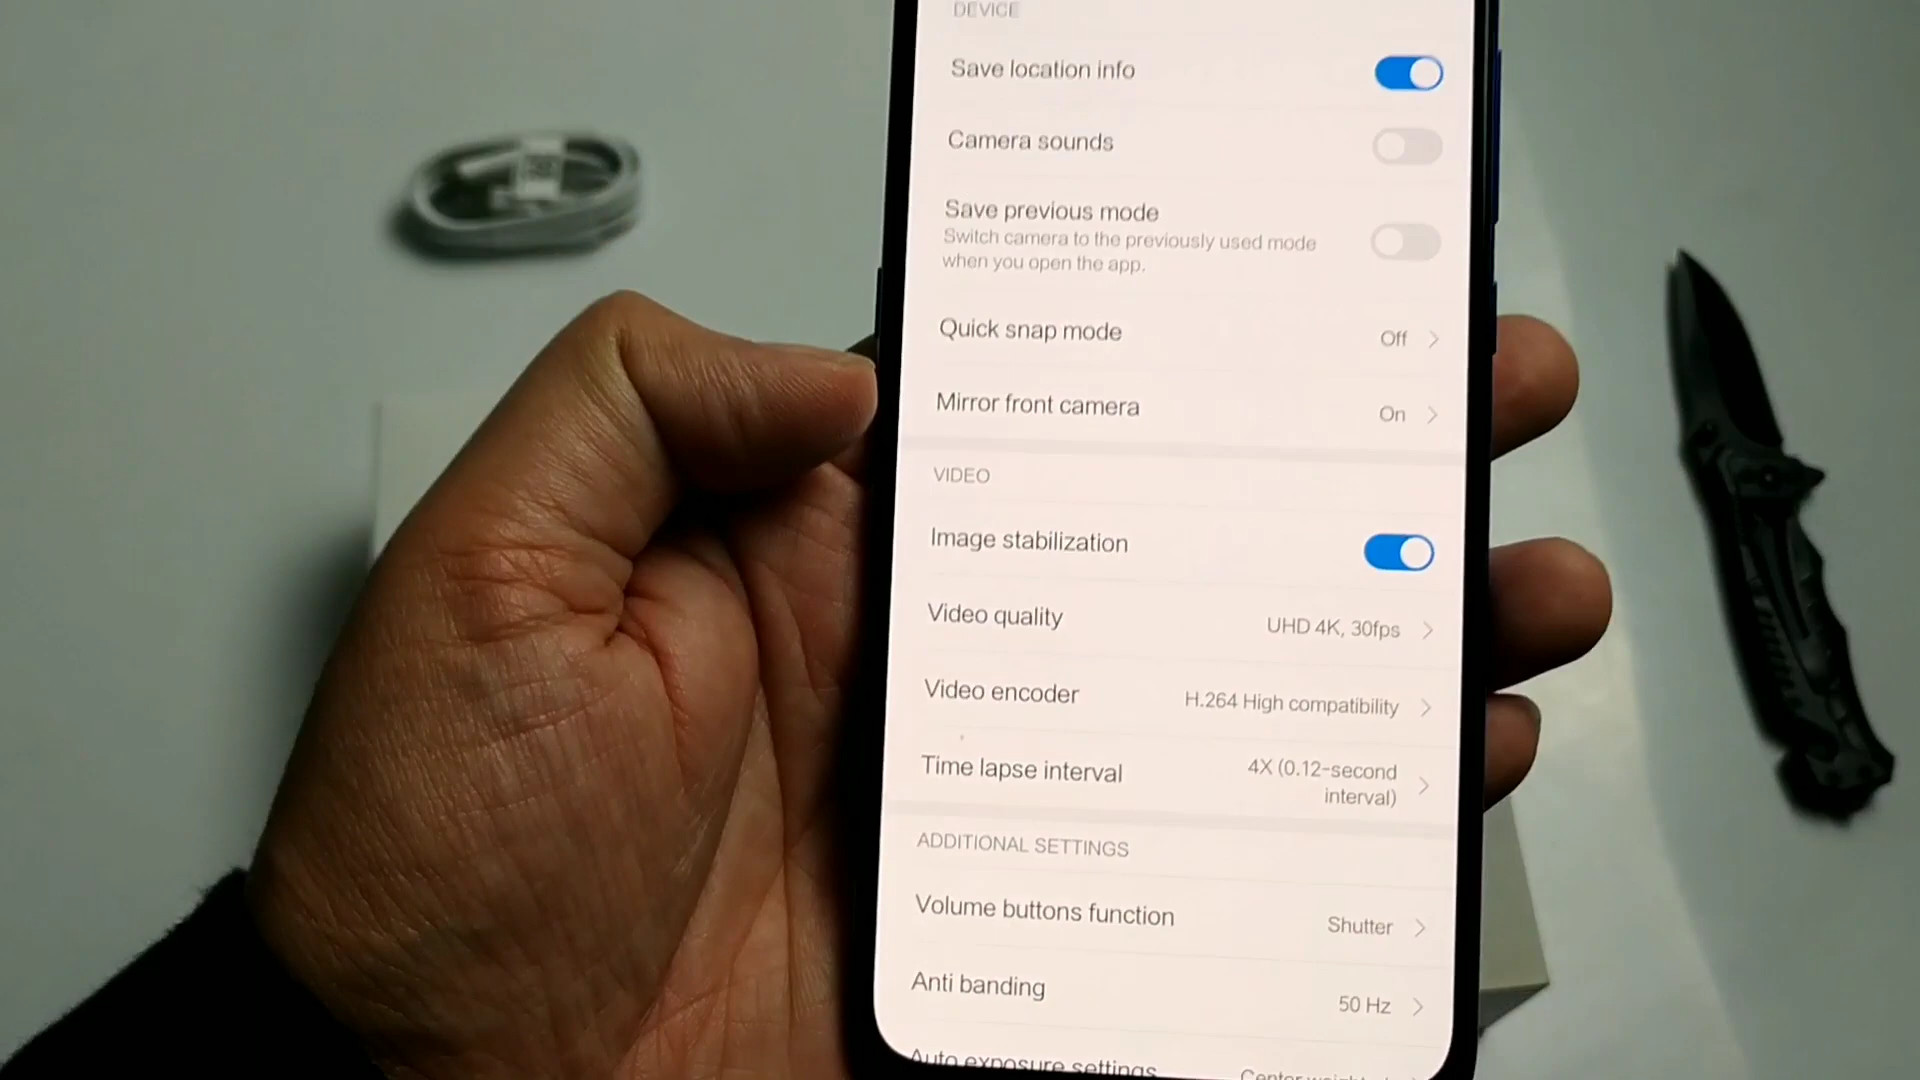 DEVICE
Save location info
Camera sounds
Save previous mode
Switch camera to the previously used mode
when you open the app.
Quick snap mode
Off
Mirror front camera
On
VIDEO
Image stabilization
Video quality
UHD 4K, 30fps
Video encoder
H.264 High compatibility
Time lapse interval
4X (0.12-second
interval)
ADDITIONAL SETTINGS
Volume buttons function
Shutter
Anti banding
50 Hz
Auto exposure settings